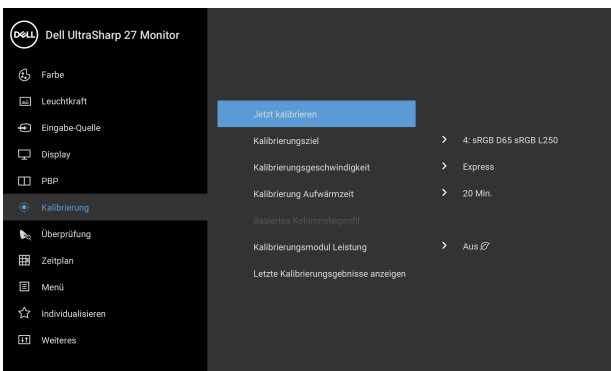 DELL Dell UltraSharp 27 Monitor
Farbe
Leuchtkraft
Eingabe-Quelle
Display
PBP
Kalibrierung
Überprüfung
Zeitplan
Menü
Individualisieren
Weiteres
Jetzt kalibrieren
Kalibrierungsziel > 4: sRGB D65 sRGB L250
Kalibrierungsgeschwindigkeit > Express
Kalibrierung Aufwärmzeit > 20 Min.
Basiertes Kolorimeterprofil
Kalibrierungsmodul Leistung > Aus
Letzte Kalibrierungsgebnisse anzeigen